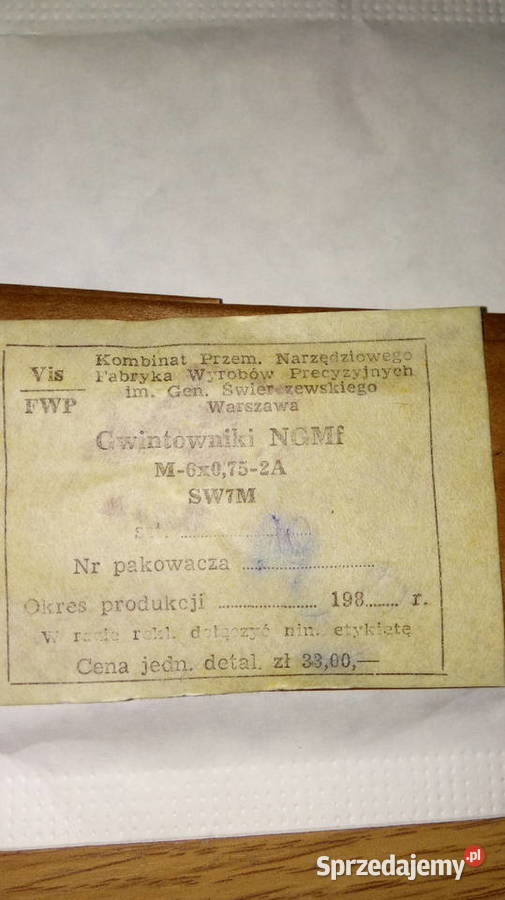 Vis
FWP
Kombinat Przem. Narzędziowego
Fabryka Wyrobów Precyzyjnych
im. Gen. Świerczewskiego
Warszawa
Gwintowniki NGMf
M-6x0,75-2A
SW7M
Nr pakowacza ....................
Okres produkcji .................... 198....... r.
W razie rekl. dołączyć nin. etykietę
Cena jedn. detal. zł 33,00,—
Sprzedajemy.pl